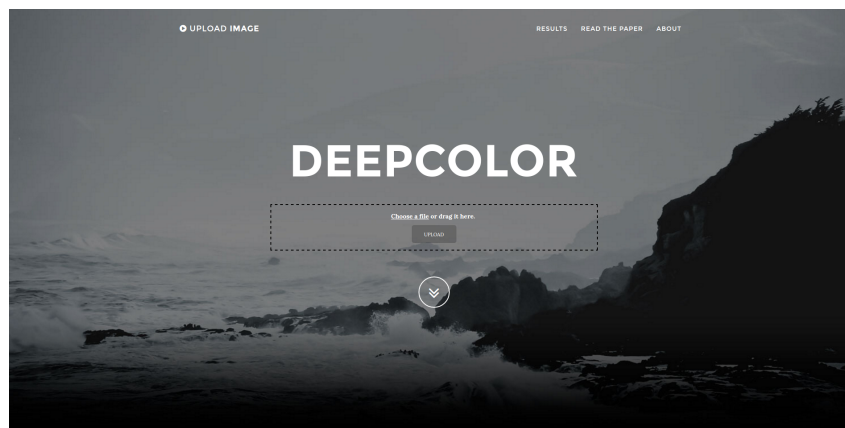 UPLOAD IMAGE
RESULTS READ THE PAPER ABOUT
DEEPCOLOR
Choose a file or drag it here.
UPLOAD